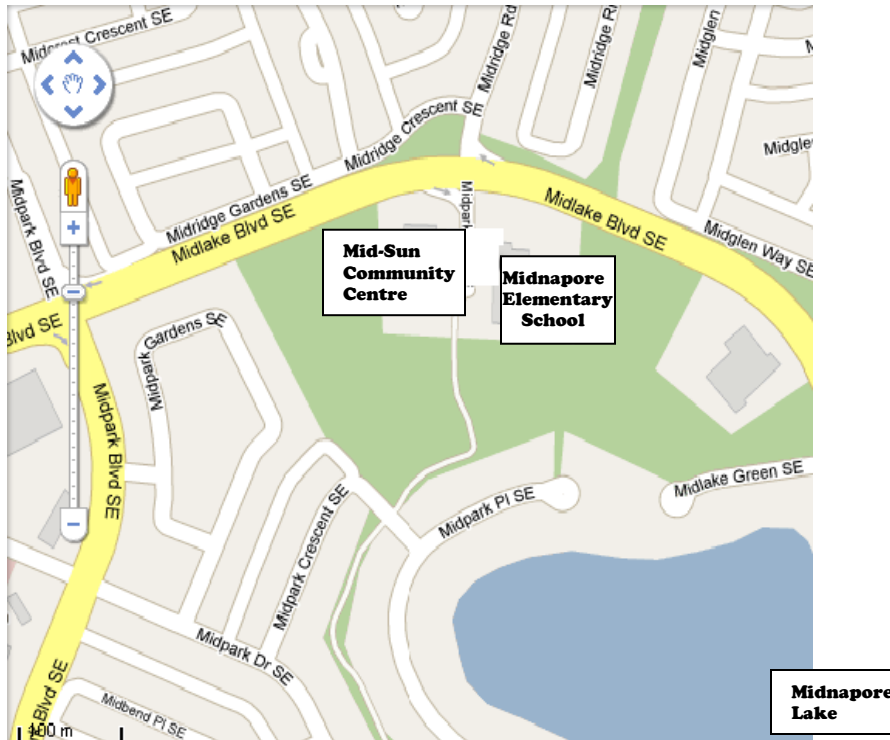 Midcrest Crescent SE
Midridge Rd
Midridge Rd
Midglen
M
Midridge Crescent SE
Midgle
Midpark Blvd SE
Midridge Gardens SE
Midlake Blvd SE
Midpark
Midlake Blvd SE
Midglen Way SE
Mid-Sun
Community
Centre
Midnapore
Elementary
School
+
Blvd SE
Midpark Gardens SE
Midpark Blvd SE
Midlake Green SE
Midpark Pl SE
Midpark Crescent SE
−
Midpark Dr SE
Blvd SE
Midbend Pl SE
100 m
Midnapore
Lake